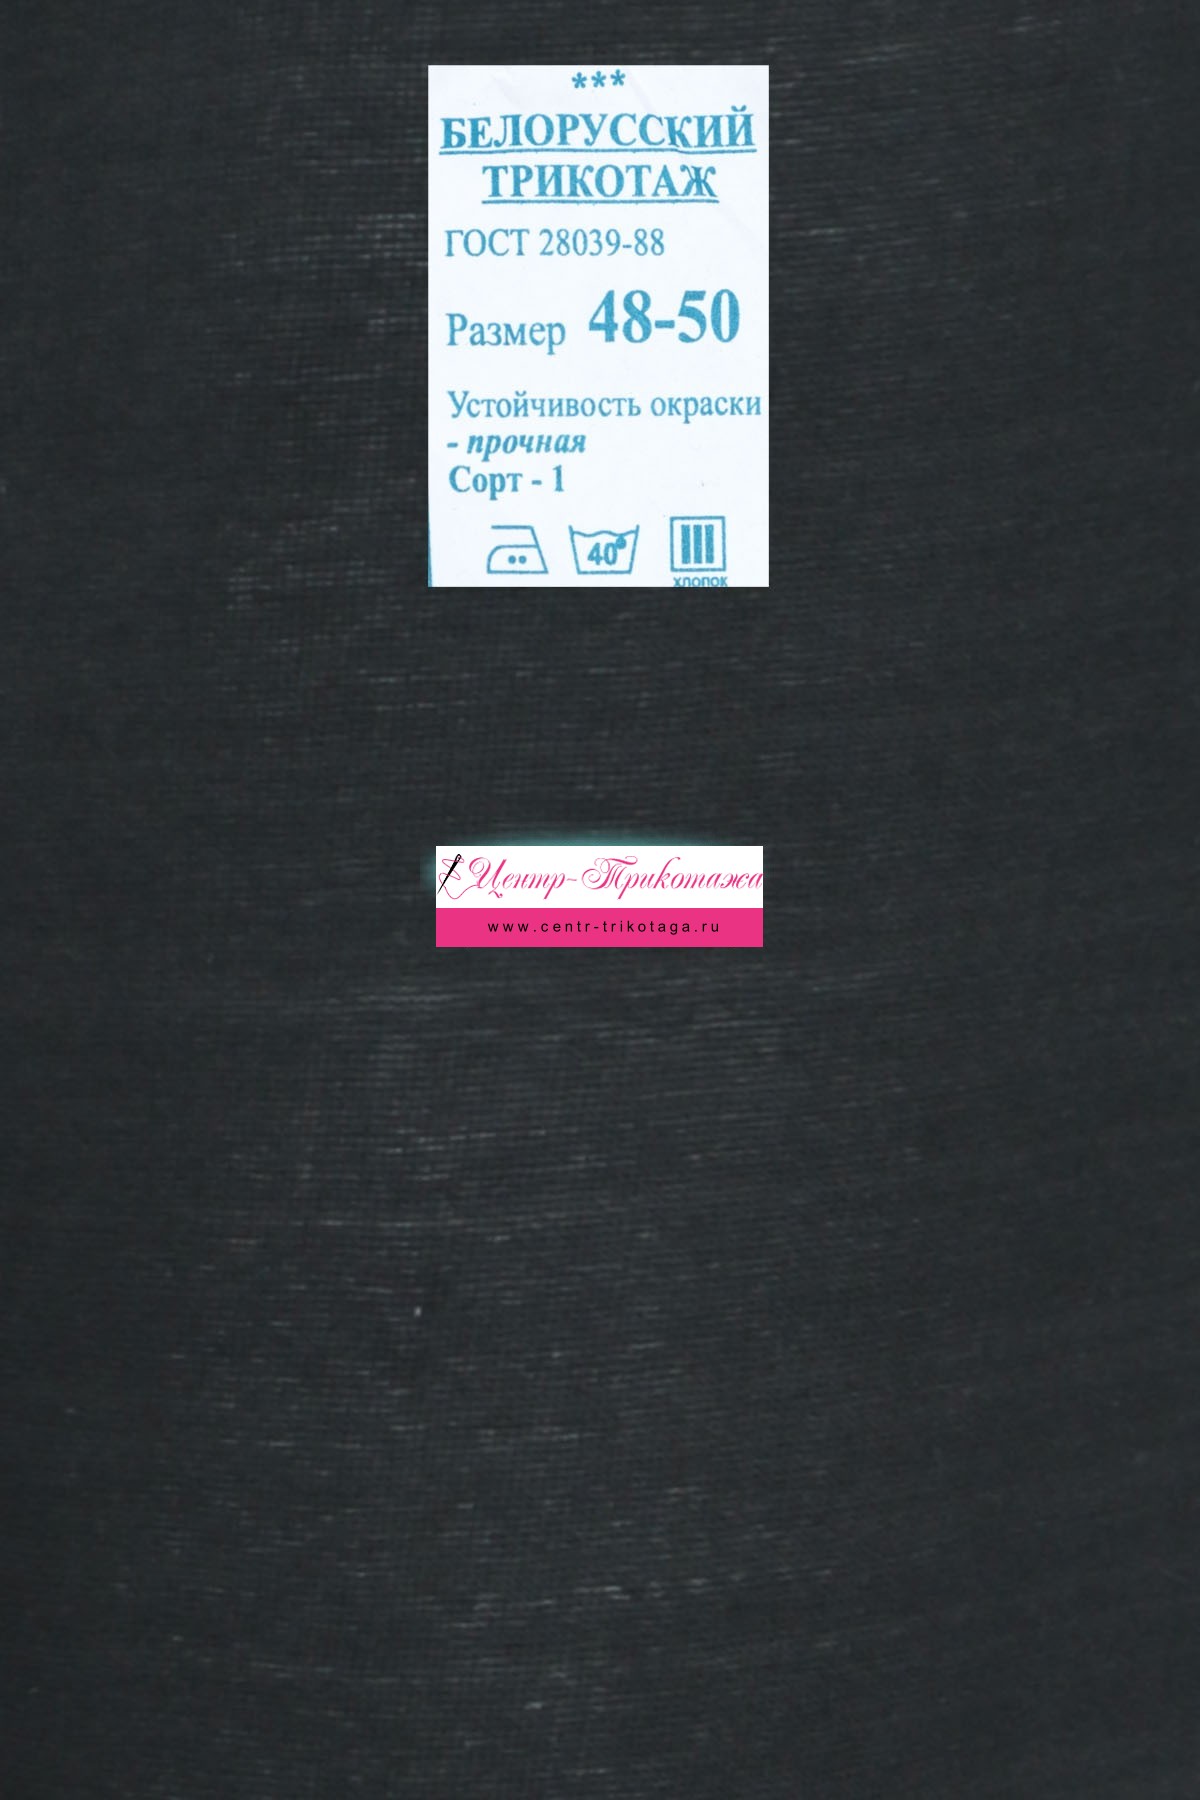 ***
БЕЛОРУССКИЙ
ТРИКОТАЖ
ГОСТ 28039-88
Размер 48-50
Устойчивость окраски
- прочная
Сорт - 1
40
ХЛОПОК
Центр-Трикотажа
www.centr-trikotaga.ru